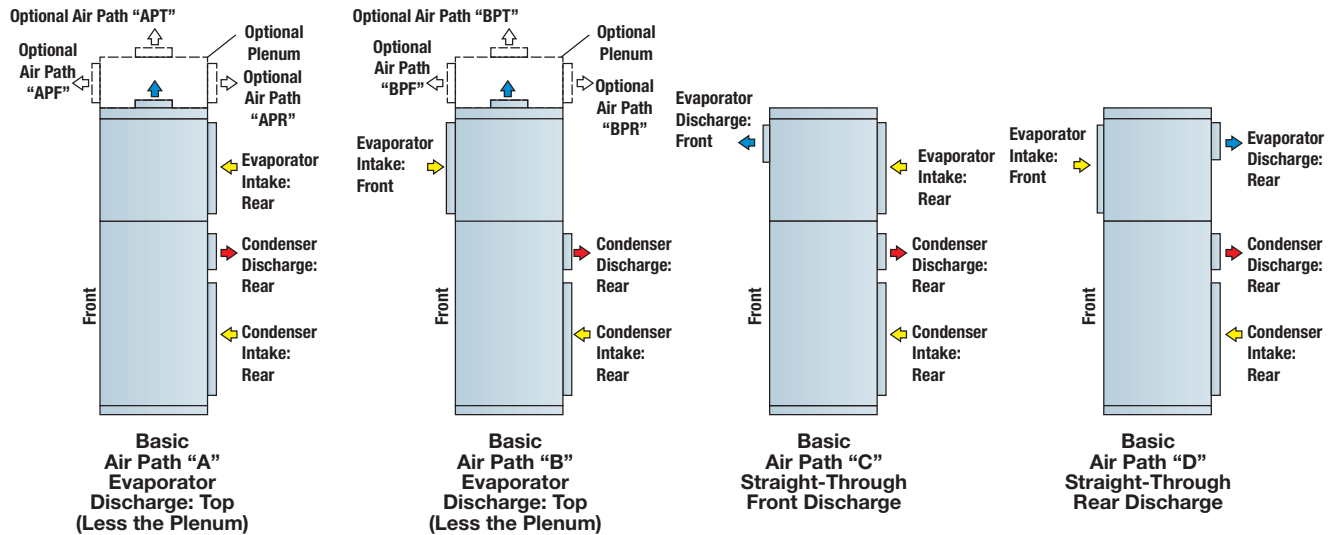 Optional Air Path “APT”
Optional
Air Path
“APF”
Optional
Plenum
Optional
Air Path
“APR”
Evaporator
Intake:
Rear
Condenser
Discharge:
Rear
Condenser
Intake:
Rear
Front
Basic
Air Path “A”
Evaporator
Discharge: Top
(Less the Plenum)
Optional Air Path “BPT”
Optional
Air Path
“BPF”
Optional
Plenum
Optional
Air Path
“BPR”
Evaporator
Intake:
Front
Condenser
Discharge:
Rear
Condenser
Intake:
Rear
Front
Basic
Air Path “B”
Evaporator
Discharge: Top
(Less the Plenum)
Evaporator
Discharge:
Front
Evaporator
Intake:
Rear
Condenser
Discharge:
Rear
Condenser
Intake:
Rear
Front
Basic
Air Path “C”
Straight-Through
Front Discharge
Evaporator
Intake:
Front
Evaporator
Discharge:
Rear
Condenser
Discharge:
Rear
Condenser
Intake:
Rear
Front
Basic
Air Path “D”
Straight-Through
Rear Discharge